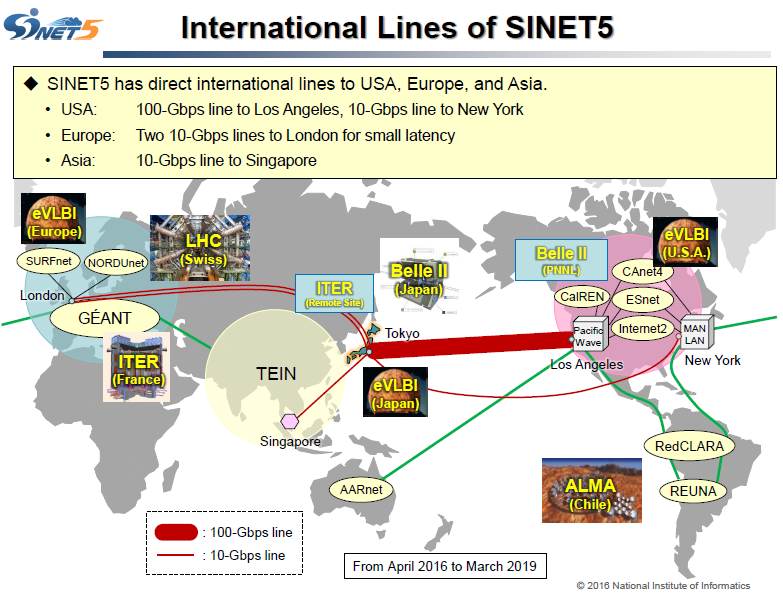 SINET5
International Lines of SINET5
◆ SINET5 has direct international lines to USA, Europe, and Asia.
• USA: 100-Gbps line to Los Angeles, 10-Gbps line to New York
• Europe: Two 10-Gbps lines to London for small latency
• Asia: 10-Gbps line to Singapore
eVLBI
(Europe)
SURFnet
NORDUnet
London
GÉANT
LHC
(Swiss)
ITER
(France)
ITER
(Remote Site)
Belle II
(Japan)
Tokyo
eVLBI
(Japan)
TEIN
Singapore
AARnet
Belle II
(PNNL)
eVLBI
(U.S.A.)
CAnet4
CalREN
ESnet
Internet2
Pacific
Wave
Los Angeles
MAN
LAN
New York
RedCLARA
REUNA
ALMA
(Chile)
: 100-Gbps line
: 10-Gbps line
From April 2016 to March 2019
© 2016 National Institute of Informatics